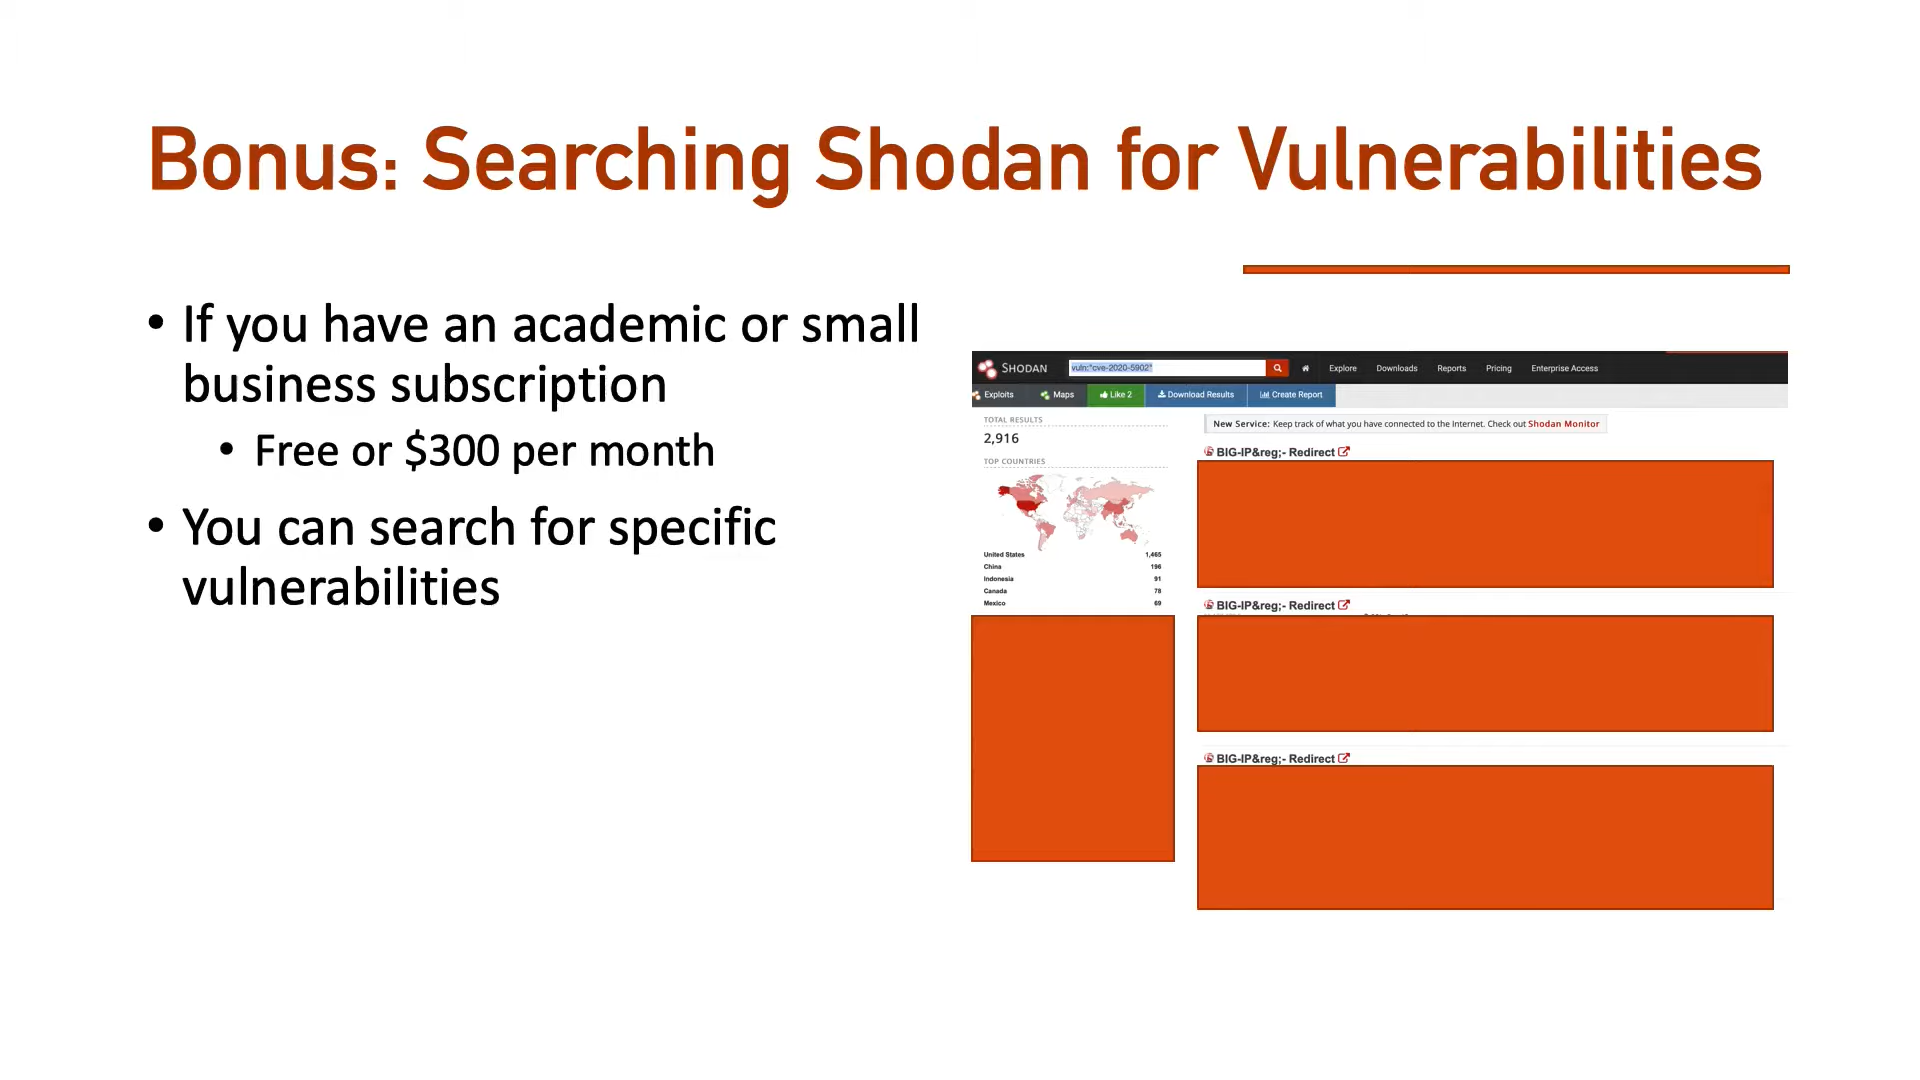 Bonus: Searching Shodan for Vulnerabilities
• If you have an academic or small
business subscription
• Free or $300 per month
• You can search for specific
vulnerabilities
SHODAN
vuln:"cve-2020-5902"
Explore
Downloads
Reports
Pricing
Enterprise Access
Exploits
Maps
Like 2
Download Results
Create Report
TOTAL RESULTS
2,916
TOP COUNTRIES
United States 1,465
China 196
Indonesia 91
Canada 78
Mexico 69
New Service: Keep track of what you have connected to the Internet. Check out Shodan Monitor
BIG-IP&reg;- Redirect
BIG-IP&reg;- Redirect
BIG-IP&reg;- Redirect